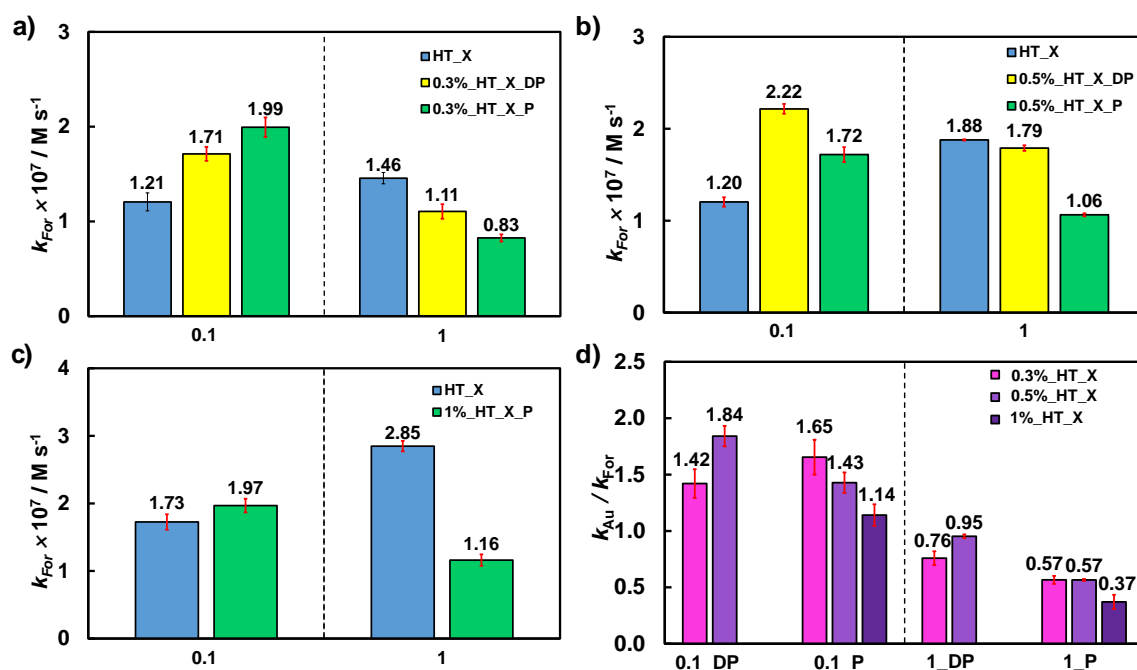 a)
k_For × 10⁷ / M s⁻¹
3
2
1
0
HT_X
0.3%_HT_X_DP
0.3%_HT_X_P
1.21
1.71
1.99
1.46
1.11
0.83
0.1
1
b)
k_For × 10⁷ / M s⁻¹
3
2
1
0
HT_X
0.5%_HT_X_DP
0.5%_HT_X_P
1.20
2.22
1.72
1.88
1.79
1.06
0.1
1
c)
k_For × 10⁷ / M s⁻¹
4
3
2
1
0
HT_X
1%_HT_X_P
1.73
1.97
2.85
1.16
0.1
1
d)
k_Au / k_For
2.5
2.0
1.5
1.0
0.5
0.0
0.3%_HT_X
0.5%_HT_X
1%_HT_X
1.42
1.84
1.65
1.43
1.14
0.76
0.95
0.57
0.57
0.37
0.1_DP
0.1_P
1_DP
1_P